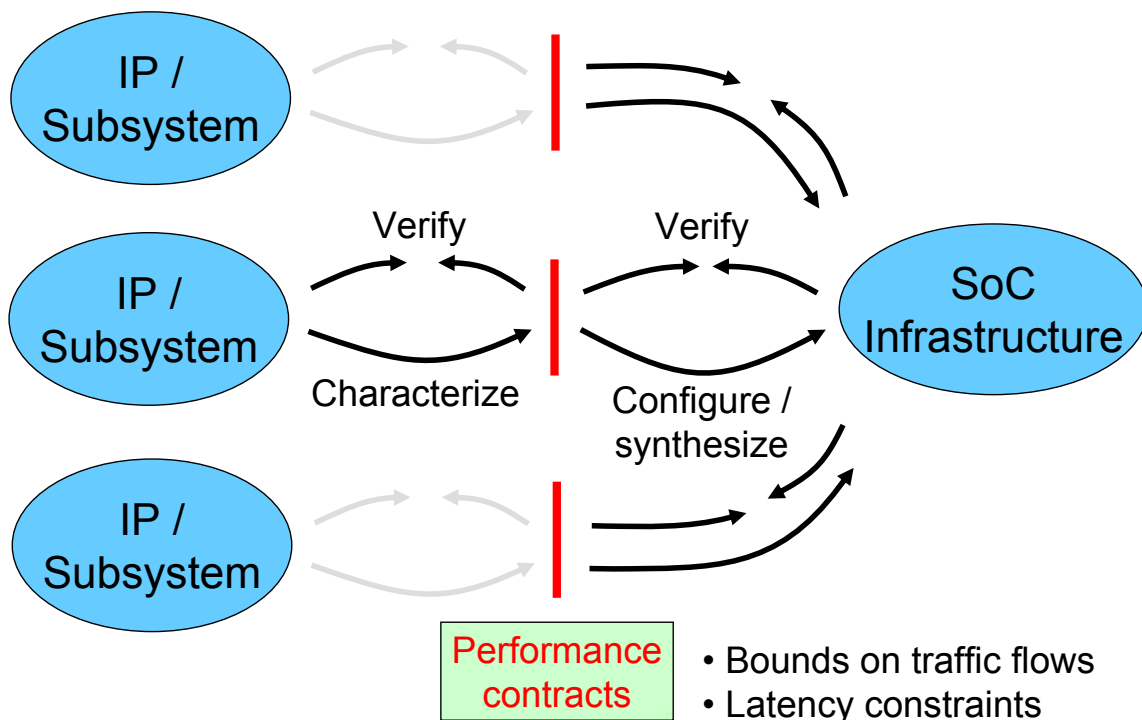 IP /
Subsystem
Verify
Verify
IP /
Subsystem
SoC
Infrastructure
Characterize
Configure /
synthesize
IP /
Subsystem
Performance
contracts
• Bounds on traffic flows
• Latency constraints